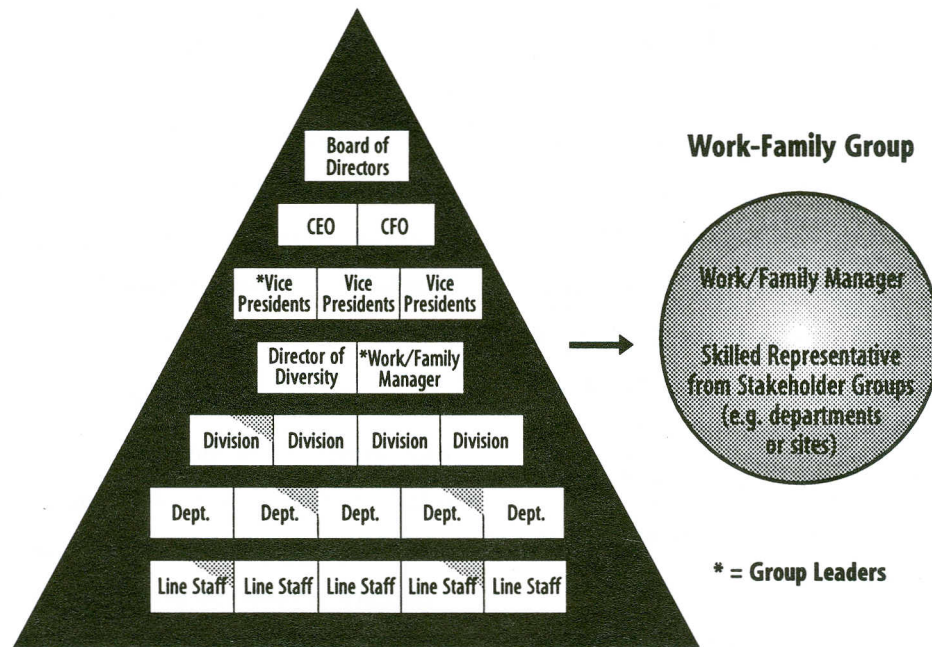 Board of
Directors
Work-Family Group
CEO
CFO
*Vice
Presidents
Vice
Presidents
Vice
Presidents
Work/Family Manager
Director of
Diversity
*Work/Family
Manager
Skilled Representative
from Stakeholder Groups
(e.g. departments
or sites)
Division
Division
Division
Division
Dept.
Dept.
Dept.
Dept.
Dept.
Line Staff
Line Staff
Line Staff
Line Staff
Line Staff
* = Group Leaders